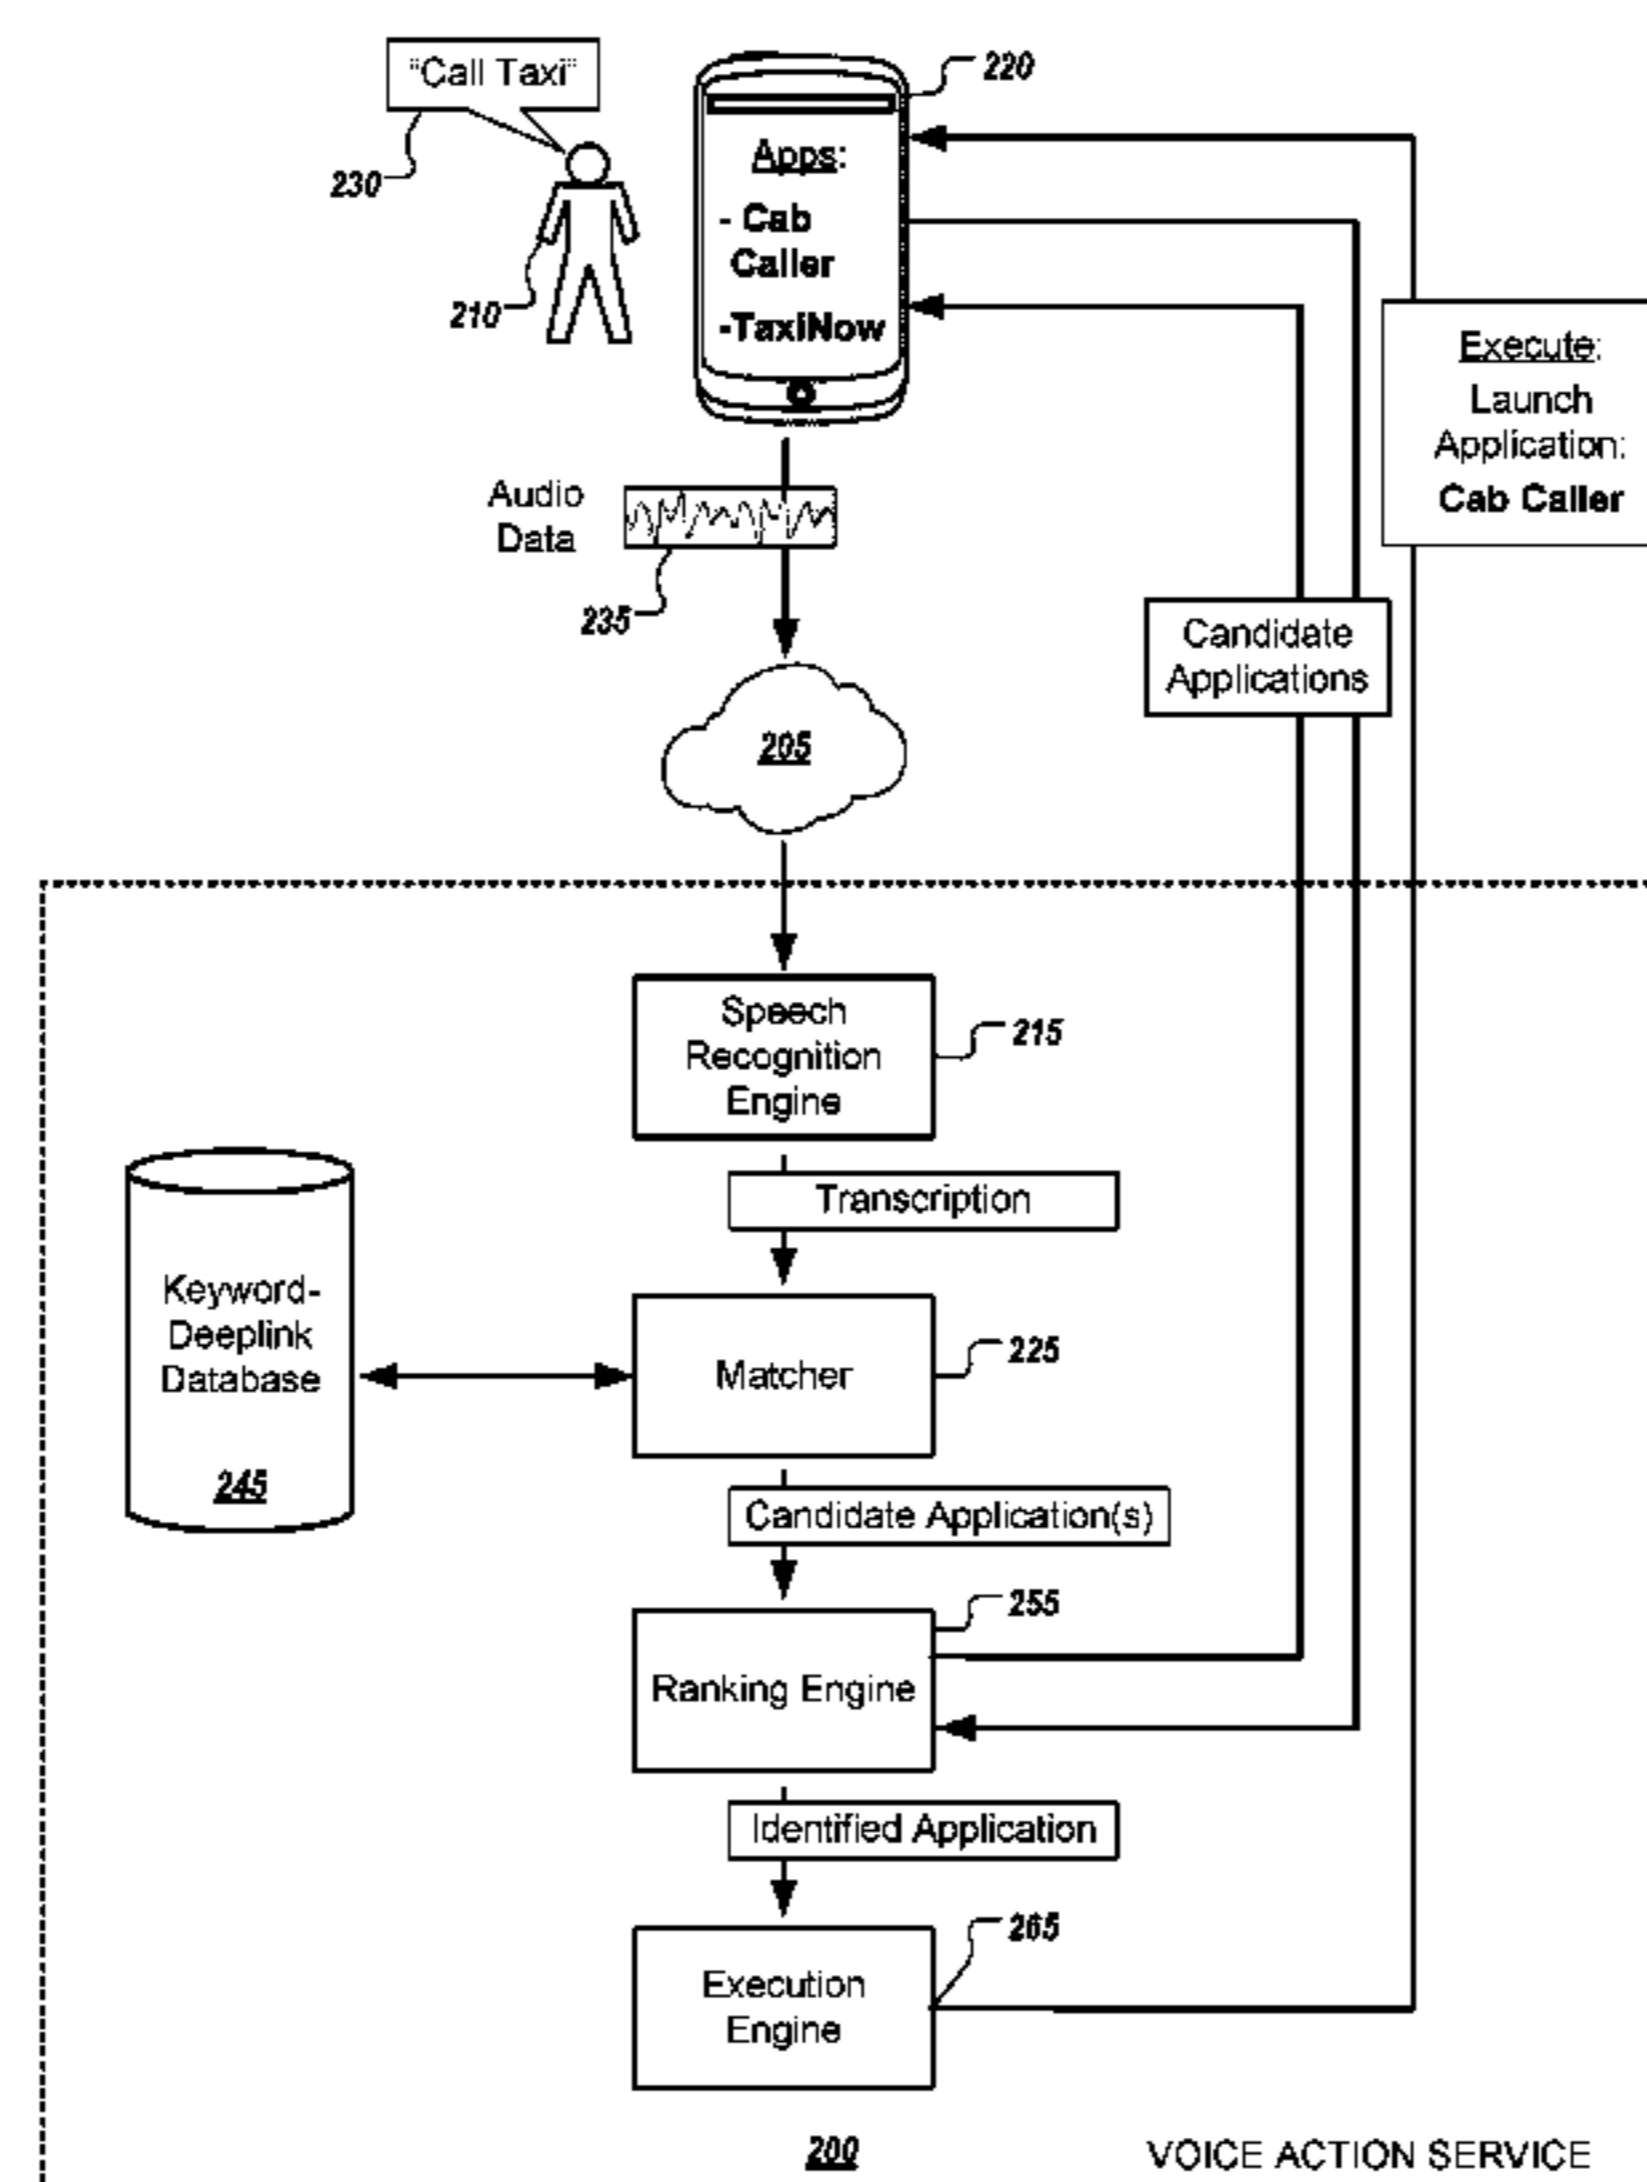 "Call Taxi"
230
210
220
Apps:
- Cab
Caller
-TaxiNow
Execute:
Launch
Application:
Cab Caller
Audio
Data
235
Candidate
Applications
205
Speech
Recognition
Engine
215
Transcription
Keyword-
Deeplink
Database
245
Matcher
225
Candidate Application(s)
255
Ranking Engine
Identified Application
265
Execution
Engine
200
VOICE ACTION SERVICE